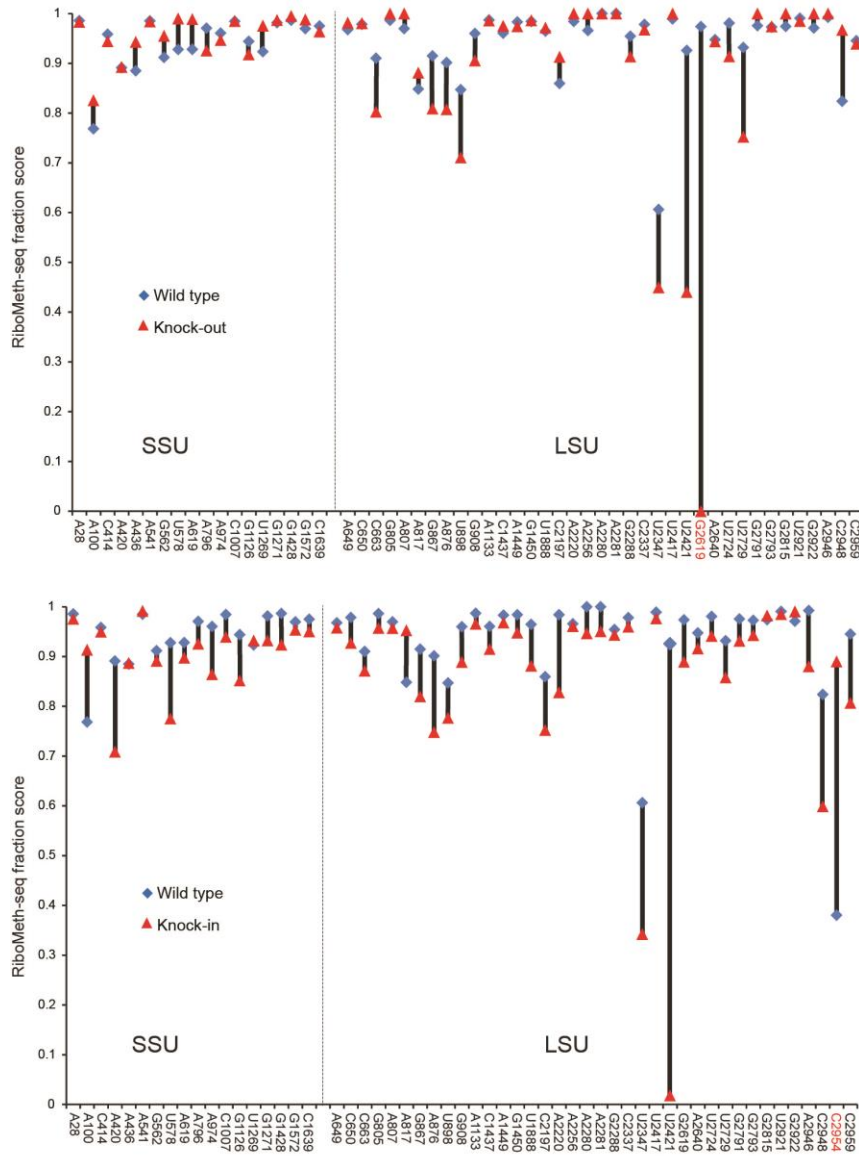 RiboMeth-seq fraction score
1
0.9
0.8
0.7
0.6
0.5
0.4
0.3
0.2
0.1
0
Wild type
Knock-out
SSU
LSU
A28
A100
C414
A420
A436
A541
G562
U578
A619
A796
A974
C1007
G1126
U1269
G1271
G1428
G1572
C1639
A649
C650
C663
G805
A807
A817
G867
A876
U898
G908
A1133
C1437
A1449
G1450
U1888
C2197
A2220
A2256
A2280
A2281
G2288
C2337
U2347
U2417
U2421
G2619
A2640
U2724
U2729
G2791
G2793
G2815
U2921
G2922
A2946
C2948
C2959
RiboMeth-seq fraction score
1
0.9
0.8
0.7
0.6
0.5
0.4
0.3
0.2
0.1
0
Wild type
Knock-in
SSU
LSU
A28
A100
C414
A420
A436
A541
G562
U578
A619
A796
A974
C1007
G1126
U1269
G1271
G1428
G1572
C1639
A649
C650
C663
G805
A807
A817
G867
A876
U898
G908
A1133
C1437
A1449
G1450
U1888
C2197
A2220
A2256
A2280
A2281
G2288
C2337
U2347
U2417
U2421
G2619
A2640
U2724
U2729
G2791
G2793
G2815
U2921
G2922
A2946
C2948
C2954
C2959